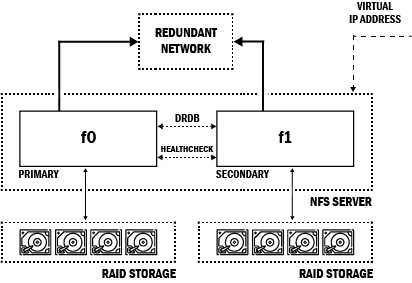 VIRTUAL
IP ADDRESS
REDUNDANT
NETWORK
DRDB
f0
f1
HEALTHCHECK
PRIMARY
SECONDARY
NFS SERVER
RAID STORAGE
RAID STORAGE